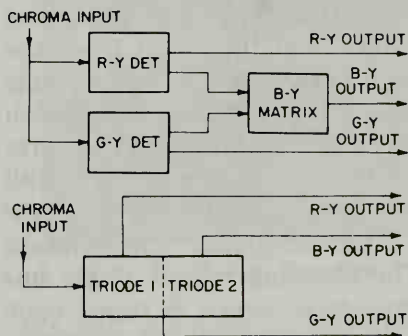 CHROMA INPUT
R-Y OUTPUT
R-Y DET
B-Y
OUTPUT
B-Y
MATRIX
G-Y
OUTPUT
G-Y DET
R-Y OUTPUT
CHROMA
INPUT
B-Y OUTPUT
TRIODE 1
TRIODE 2
G-Y OUTPUT